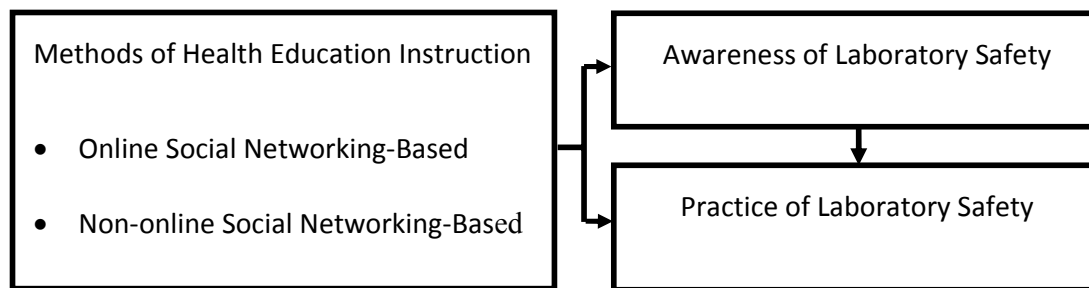 Methods of Health Education Instruction
• Online Social Networking-Based
• Non-online Social Networking-Based
Awareness of Laboratory Safety
Practice of Laboratory Safety